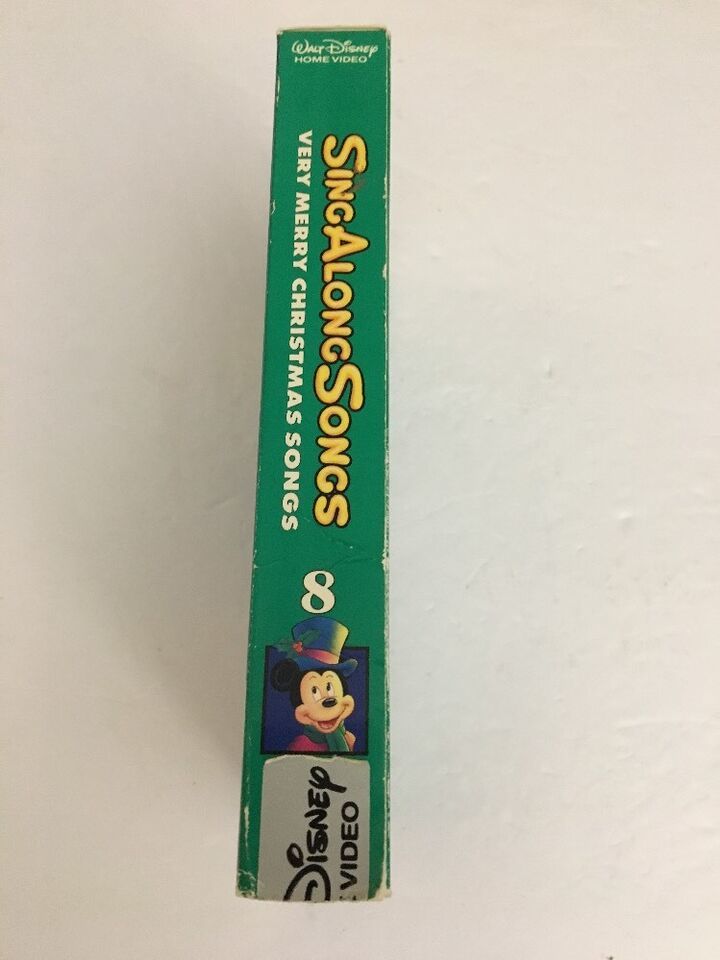 WALT DISNEY
HOME VIDEO
SING ALONG SONGS
VERY MERRY CHRISTMAS SONGS
8
DISNEY
VIDEO